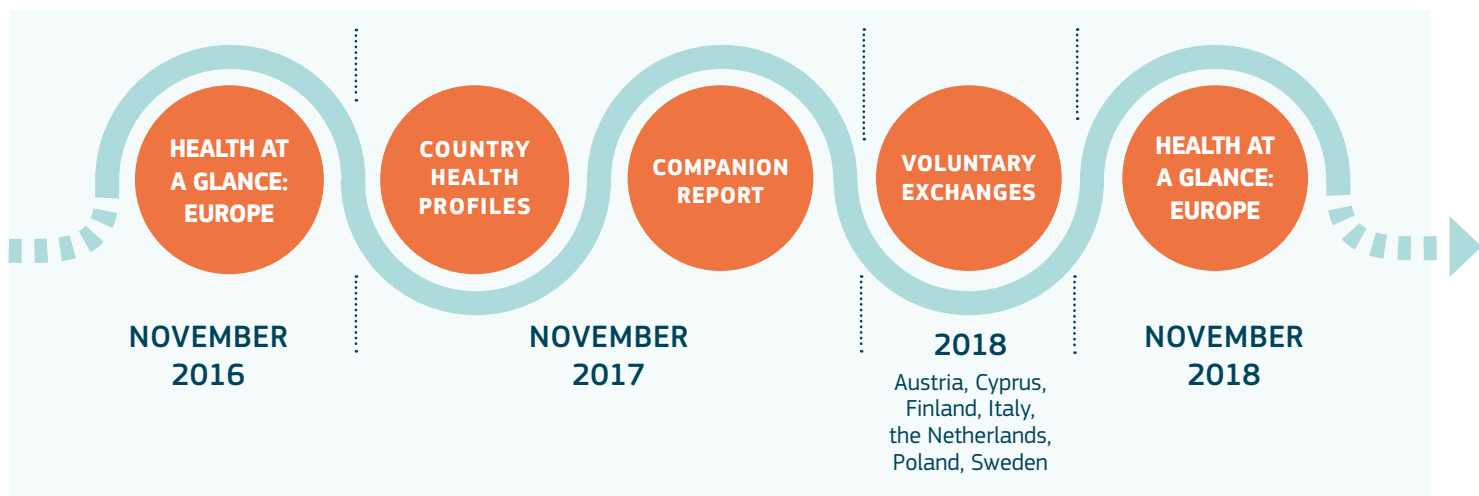 HEALTH AT
A GLANCE:
EUROPE
COUNTRY
HEALTH
PROFILES
COMPANION
REPORT
VOLUNTARY
EXCHANGES
HEALTH AT
A GLANCE:
EUROPE
NOVEMBER
2016
NOVEMBER
2017
2018
Austria, Cyprus,
Finland, Italy,
the Netherlands,
Poland, Sweden
NOVEMBER
2018